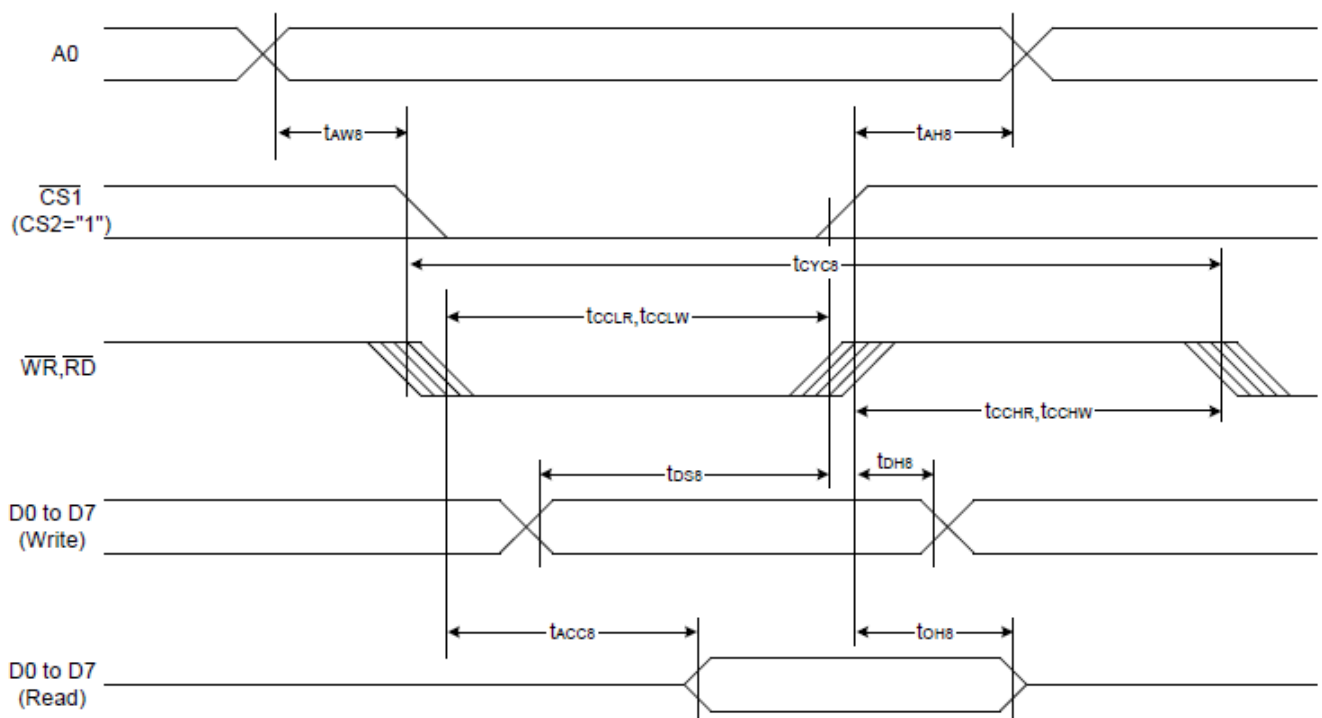 A0
tAW8
tAH8
CS1
(CS2="1")
tCYC8
tCCLR,tCCLW
WR,RD
tCCHR,tCCHW
tDS8
tDH8
D0 to D7
(Write)
tACC8
tOH8
D0 to D7
(Read)